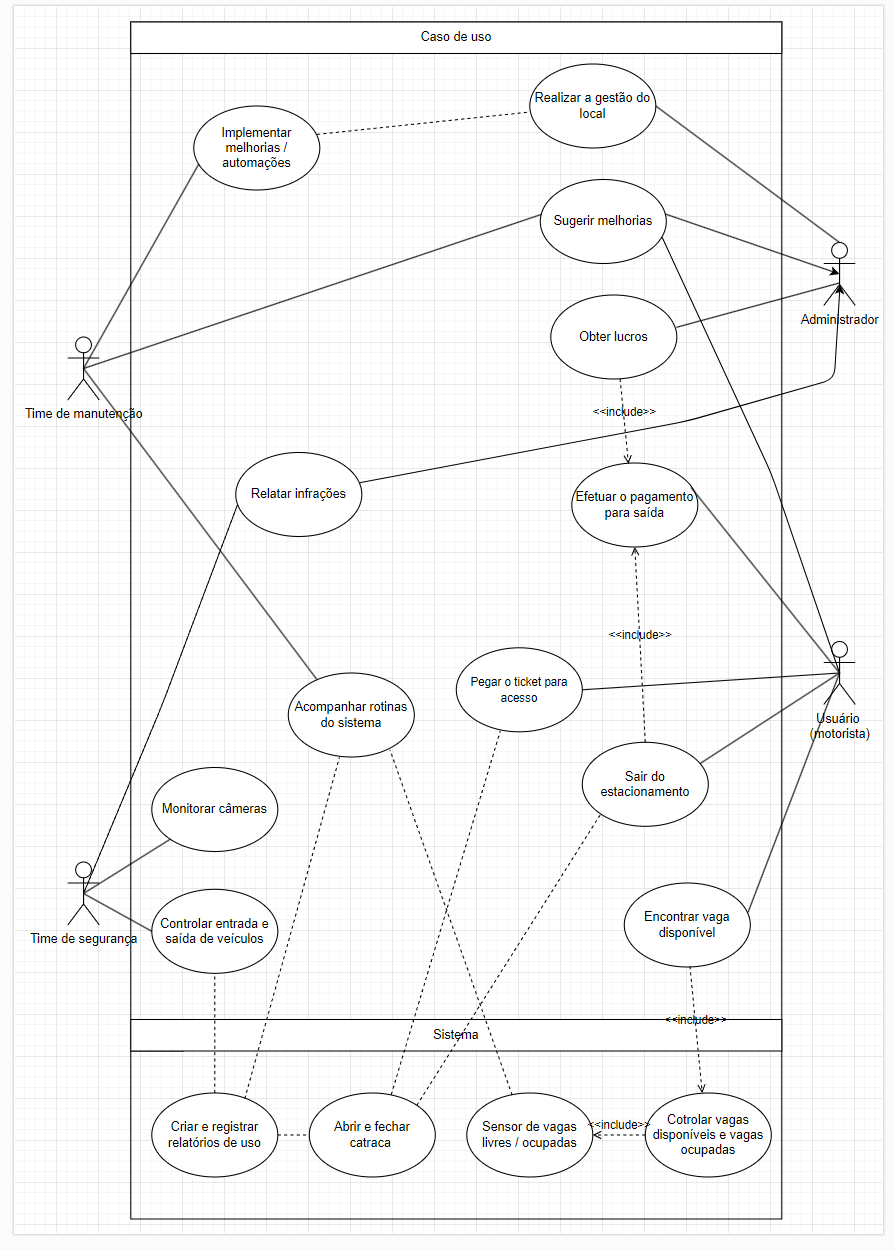 Caso de uso
Realizar a gestão do
local
Implementar
melhorias /
automações
Sugerir melhorias
Administrador
Obter lucros
Time de manutenção
<<include>>
Relatar infrações
Efetuar o pagamento
para saída
<<include>>
Pegar o ticket para
acesso
Acompanhar rotinas
do sistema
Usuário
(motorista)
Sair do
estacionamento
Monitorar câmeras
Controlar entrada e
saída de veículos
Time de segurança
Encontrar vaga
disponível
<<include>>
Sistema
Criar e registrar
relatórios de uso
Abrir e fechar
catraca
Sensor de vagas
livres / ocupadas
<<include>>
Cotrolar vagas
disponíveis e vagas
ocupadas